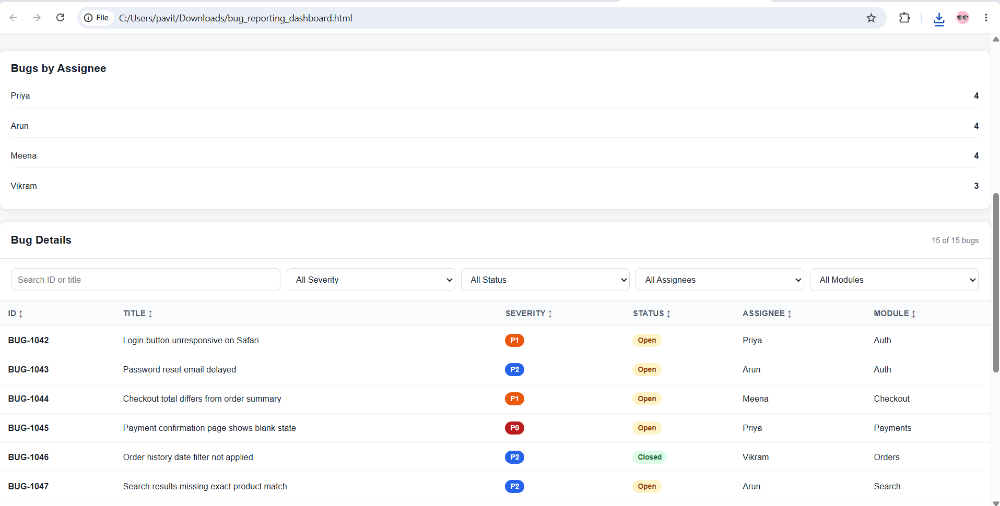 File C:/Users/pavit/Downloads/bug_reporting_dashboard.html
Bugs by Assignee
Priya 4
Arun 4
Meena 4
Vikram 3
Bug Details 15 of 15 bugs
Search ID or title All Severity All Status All Assignees All Modules
ID TITLE SEVERITY STATUS ASSIGNEE MODULE
BUG-1042 Login button unresponsive on Safari P1 Open Priya Auth
BUG-1043 Password reset email delayed P2 Open Arun Auth
BUG-1044 Checkout total differs from order summary P1 Open Meena Checkout
BUG-1045 Payment confirmation page shows blank state P0 Open Priya Payments
BUG-1046 Order history date filter not applied P2 Closed Vikram Orders
BUG-1047 Search results missing exact product match P2 Open Arun Search